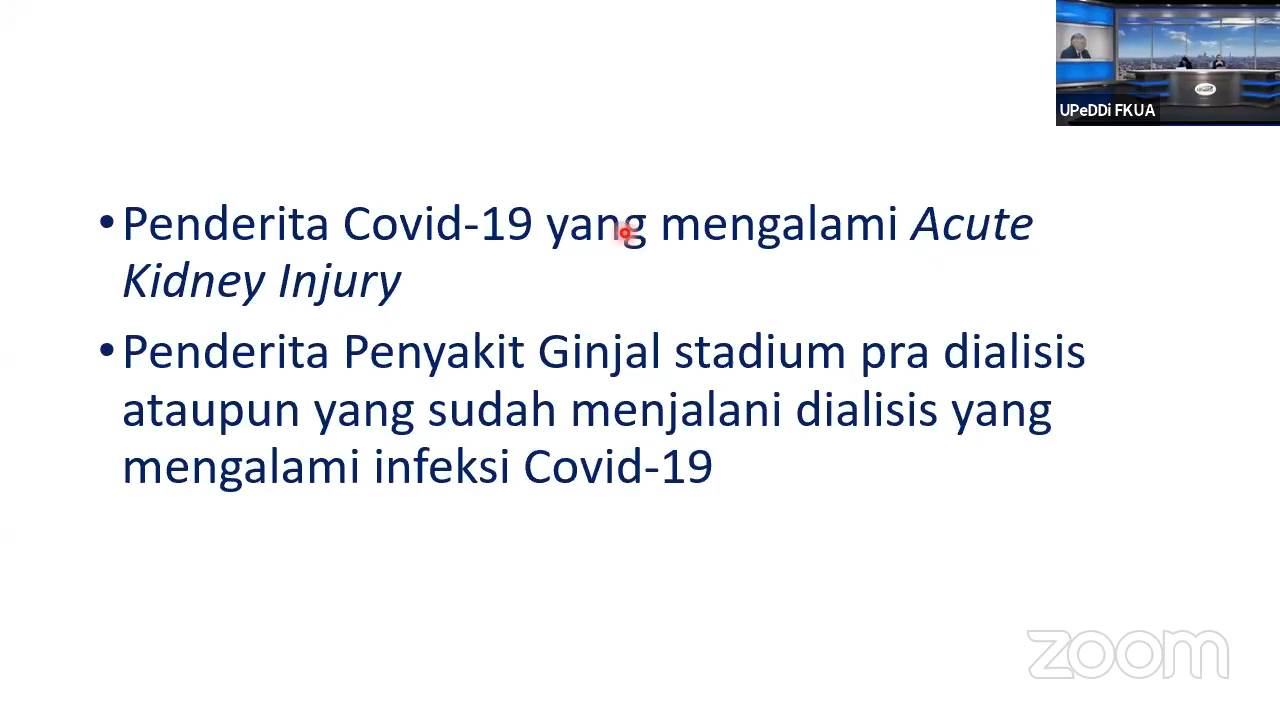 UPeDDi FKUA
•Penderita Covid-19 yang mengalami Acute
Kidney Injury
•Penderita Penyakit Ginjal stadium pra dialisis
ataupun yang sudah menjalani dialisis yang
mengalami infeksi Covid-19
zoom